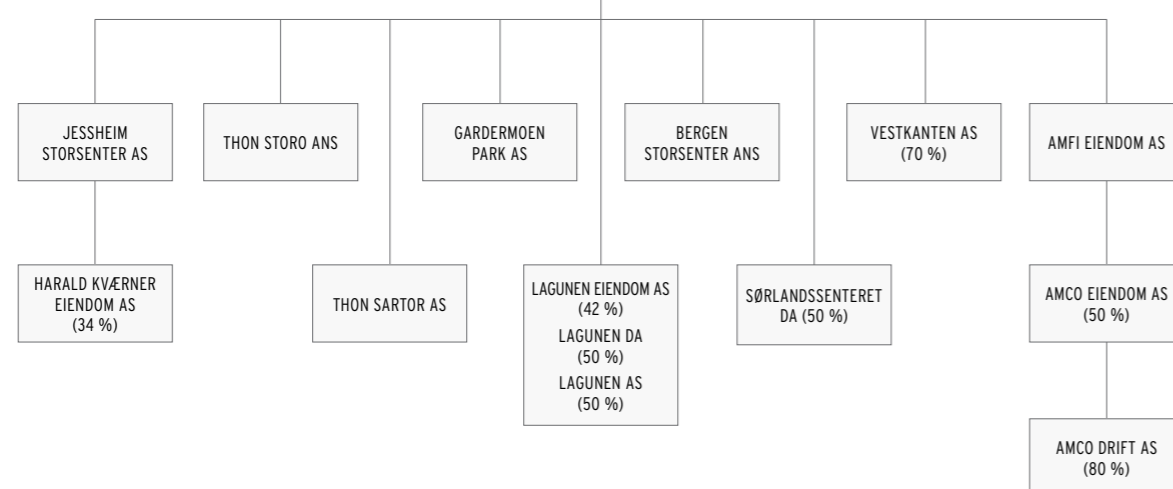 JESSHEIM
STORSENTER AS
THON STORO ANS
GARDERMOEN
PARK AS
BERGEN
STORSENTER ANS
VESTKANTEN AS
(70 %)
AMFI EIENDOM AS
HARALD KVÆRNER
EIENDOM AS
(34 %)
THON SARTOR AS
LAGUNEN EIENDOM AS
(42 %)
LAGUNEN DA
(50 %)
LAGUNEN AS
(50 %)
SØRLANDSSENTERET
DA (50 %)
AMCO EIENDOM AS
(50 %)
AMCO DRIFT AS
(80 %)